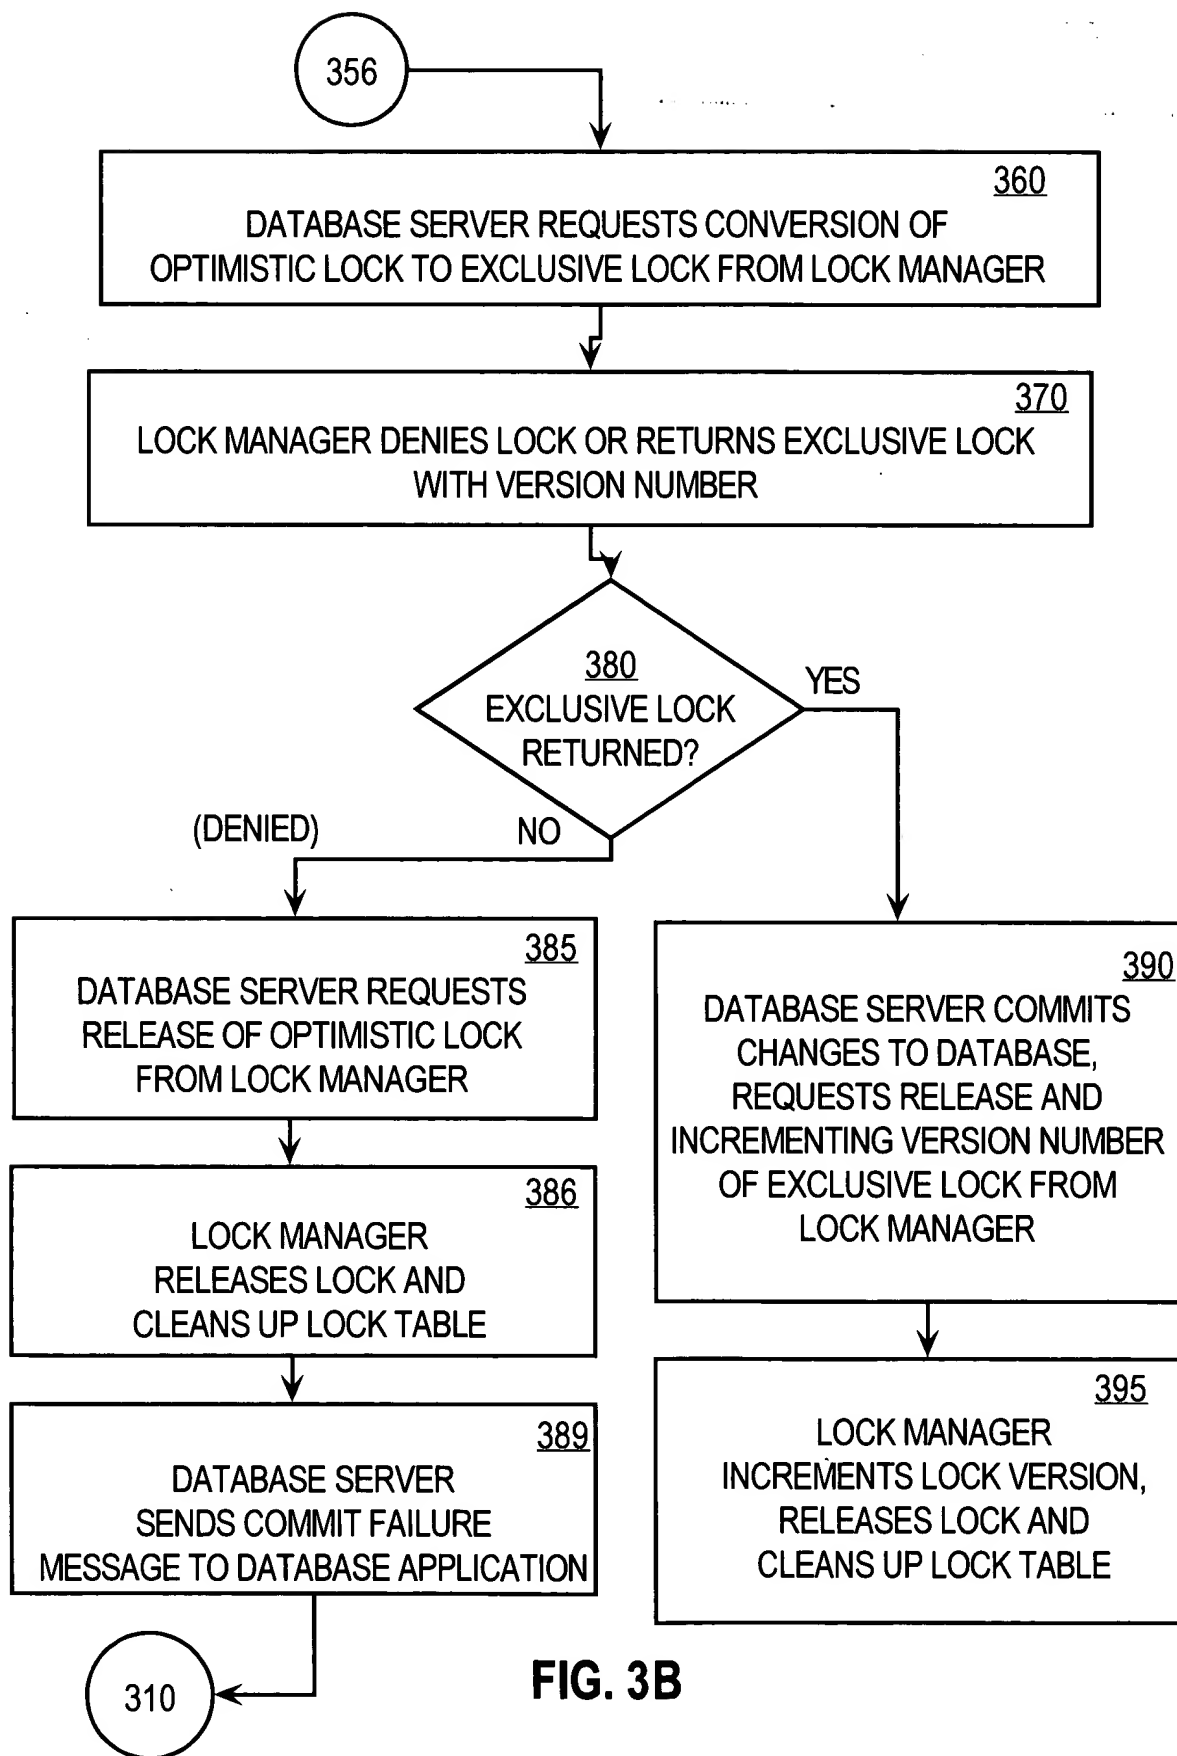 356
360
DATABASE SERVER REQUESTS CONVERSION OF
OPTIMISTIC LOCK TO EXCLUSIVE LOCK FROM LOCK MANAGER
370
LOCK MANAGER DENIES LOCK OR RETURNS EXCLUSIVE LOCK
WITH VERSION NUMBER
380
EXCLUSIVE LOCK
RETURNED?
YES
(DENIED)
NO
385
DATABASE SERVER REQUESTS
RELEASE OF OPTIMISTIC LOCK
FROM LOCK MANAGER
386
LOCK MANAGER
RELEASES LOCK AND
CLEANS UP LOCK TABLE
389
DATABASE SERVER
SENDS COMMIT FAILURE
MESSAGE TO DATABASE APPLICATION
310
390
DATABASE SERVER COMMITS
CHANGES TO DATABASE,
REQUESTS RELEASE AND
INCREMENTING VERSION NUMBER
OF EXCLUSIVE LOCK FROM
LOCK MANAGER
395
LOCK MANAGER
INCREMENTS LOCK VERSION,
RELEASES LOCK AND
CLEANS UP LOCK TABLE
FIG. 3B